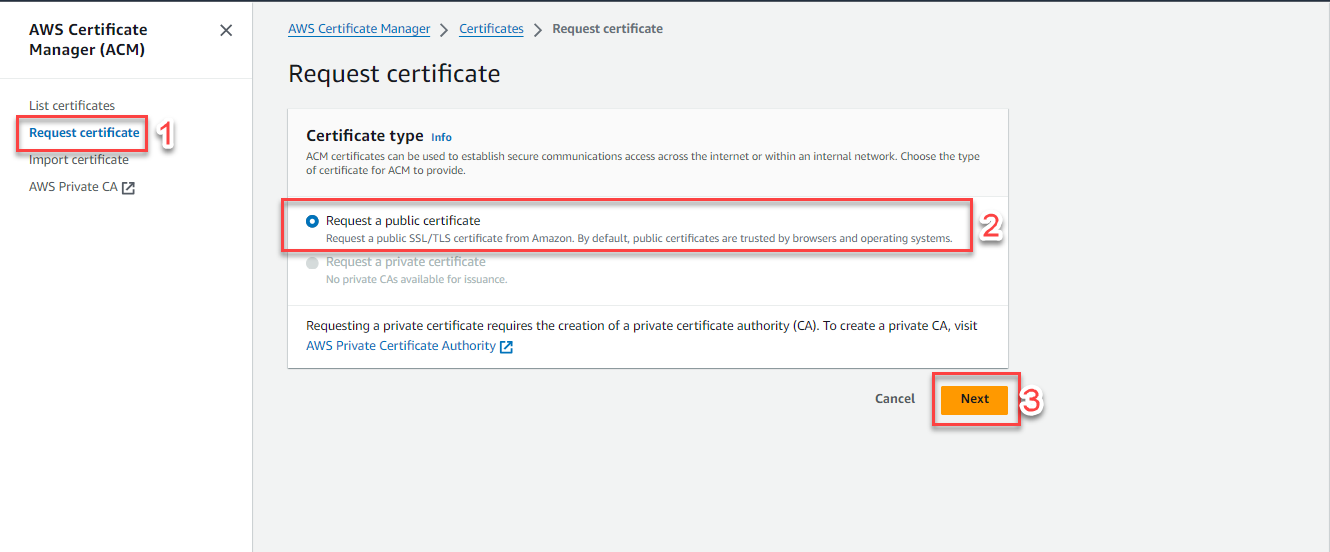 AWS Certificate
Manager (ACM)
List certificates
Request certificate
1
Import certificate
AWS Private CA
AWS Certificate Manager > Certificates > Request certificate
Request certificate
Certificate type Info
ACM certificates can be used to establish secure communications access across the internet or within an internal network. Choose the type
of certificate for ACM to provide.
Request a public certificate
Request a public SSL/TLS certificate from Amazon. By default, public certificates are trusted by browsers and operating systems.
2
Request a private certificate
No private CAs available for issuance.
Requesting a private certificate requires the creation of a private certificate authority (CA). To create a private CA, visit
AWS Private Certificate Authority
Cancel
Next
3